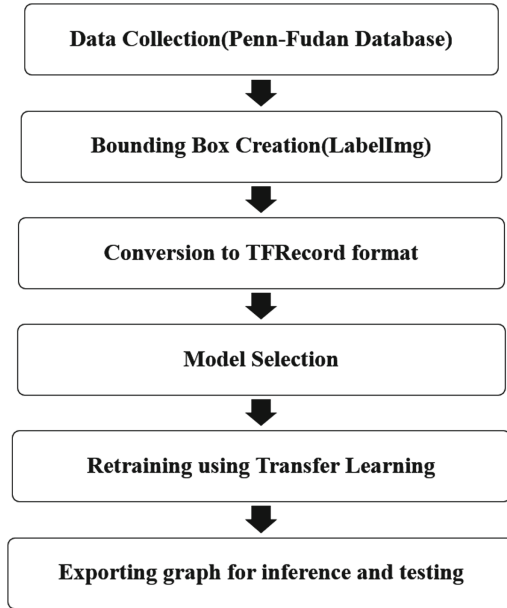 Data Collection(Penn-Fudan Database)
Bounding Box Creation(LabelImg)
Conversion to TFRecord format
Model Selection
Retraining using Transfer Learning
Exporting graph for inference and testing